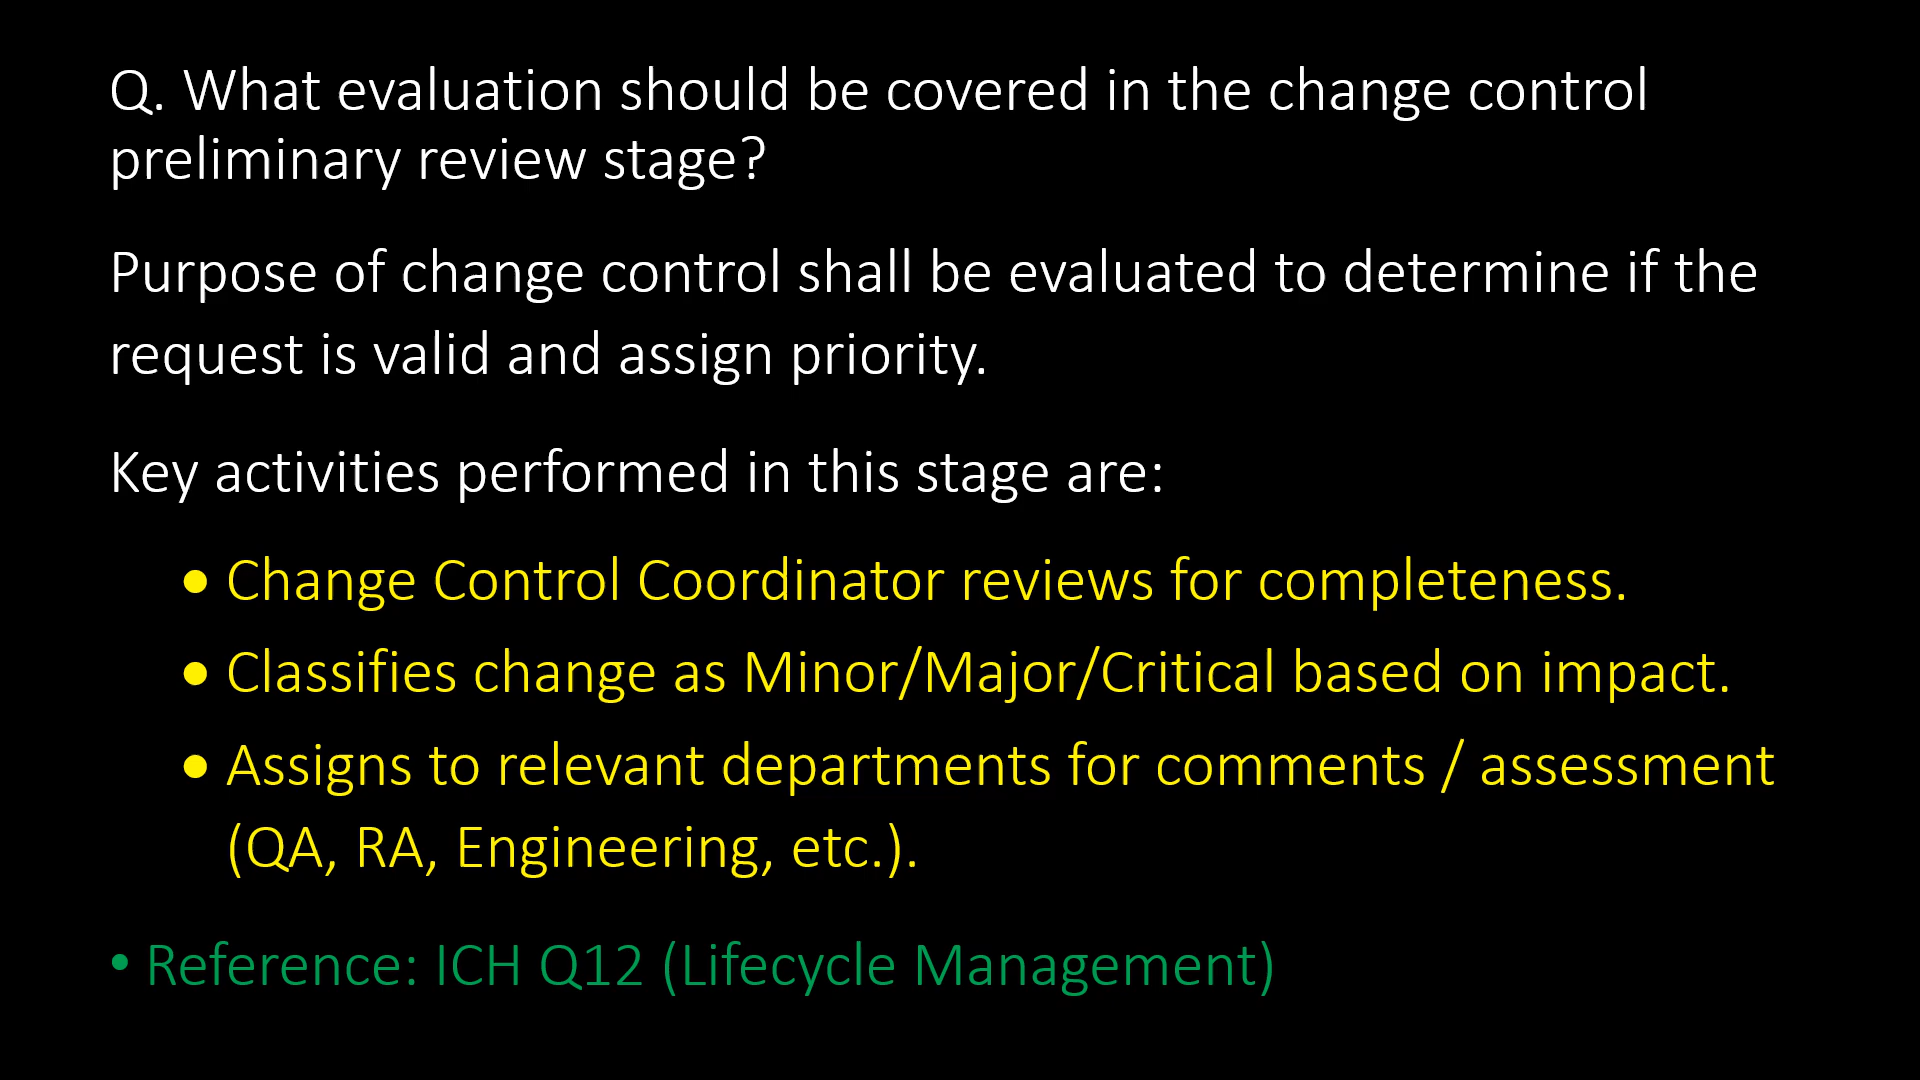 Q. What evaluation should be covered in the change control
preliminary review stage?
Purpose of change control shall be evaluated to determine if the
request is valid and assign priority.
Key activities performed in this stage are:
• Change Control Coordinator reviews for completeness.
• Classifies change as Minor/Major/Critical based on impact.
• Assigns to relevant departments for comments / assessment
(QA, RA, Engineering, etc.).
• Reference: ICH Q12 (Lifecycle Management)